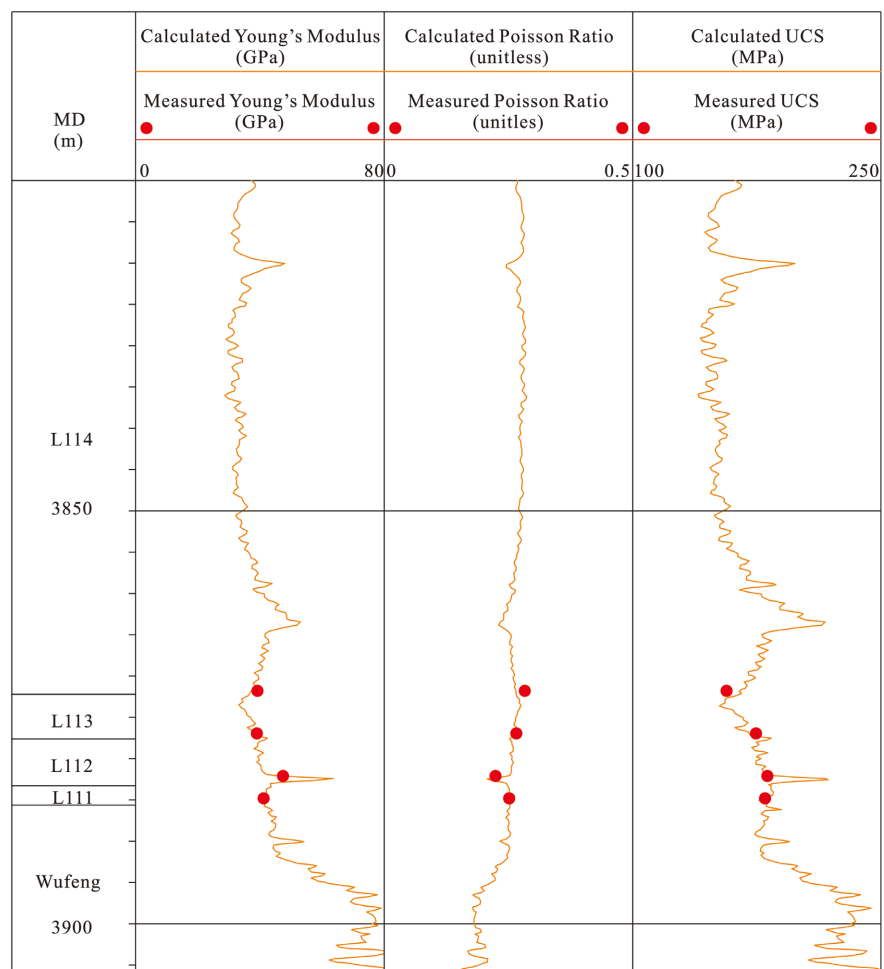 Calculated Young's Modulus
(GPa)
Calculated Poisson Ratio
(unitless)
Calculated UCS
(MPa)
MD
(m)
Measured Young's Modulus
(GPa)
Measured Poisson Ratio
(unitles)
Measured UCS
(MPa)
0
80
0
0.5
100
250
L114
3850
L113
L112
L111
Wufeng
3900